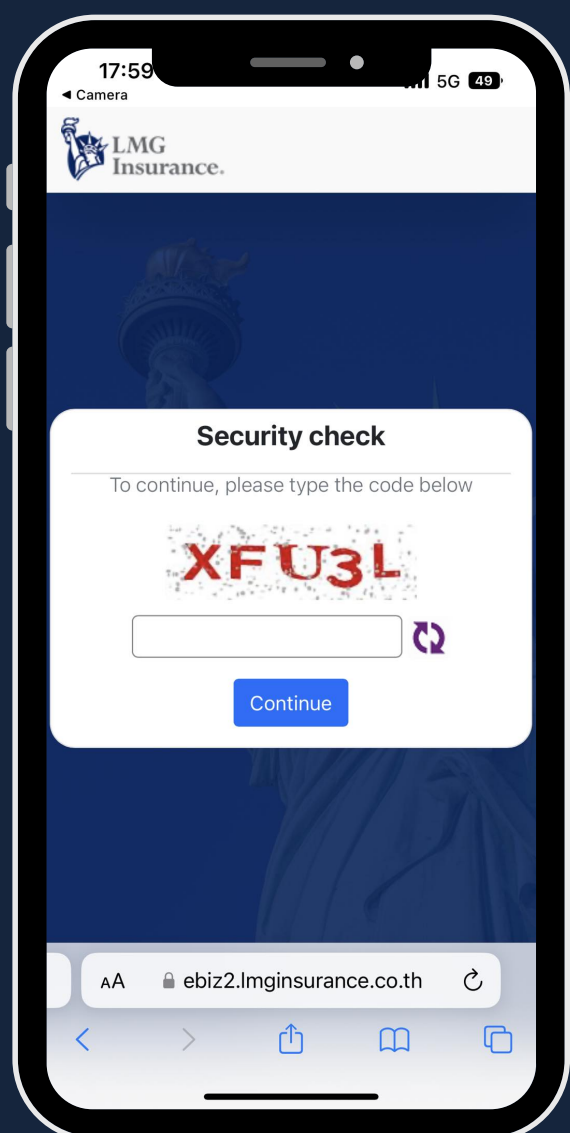 17:59
5G 49
◀ Camera
LMG
Insurance.
Security check
To continue, please type the code below
XFU3L
Continue
AA ebiz2.lmginsurance.co.th